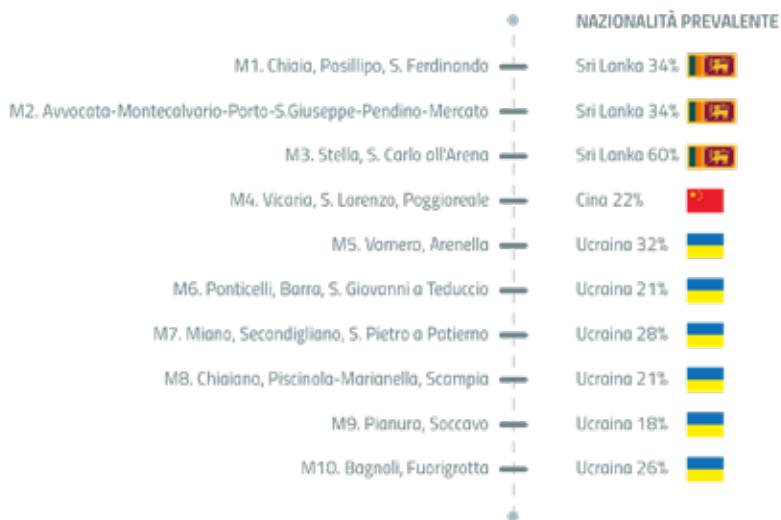 NAZIONALITÀ PREVALENTE
M1. Chiaia, Posillipo, S. Ferdinando Sri Lanka 34%
M2. Avvocata-Montecalvario-Porto-S.Giuseppe-Pendino-Mercato Sri Lanka 34%
M3. Stella, S. Carlo all'Arena Sri Lanka 60%
M4. Vicaria, S. Lorenzo, Poggioreale Cina 22%
M5. Vomero, Arenella Ucraina 32%
M6. Ponticelli, Barra, S. Giovanni a Teduccio Ucraina 21%
M7. Miano, Secondigliano, S. Pietro a Patierno Ucraina 28%
M8. Chiaiano, Piscinola-Marianella, Scampia Ucraina 21%
M9. Pianura, Soccavo Ucraina 18%
M10. Bagnoli, Fuorigrotta Ucraina 26%